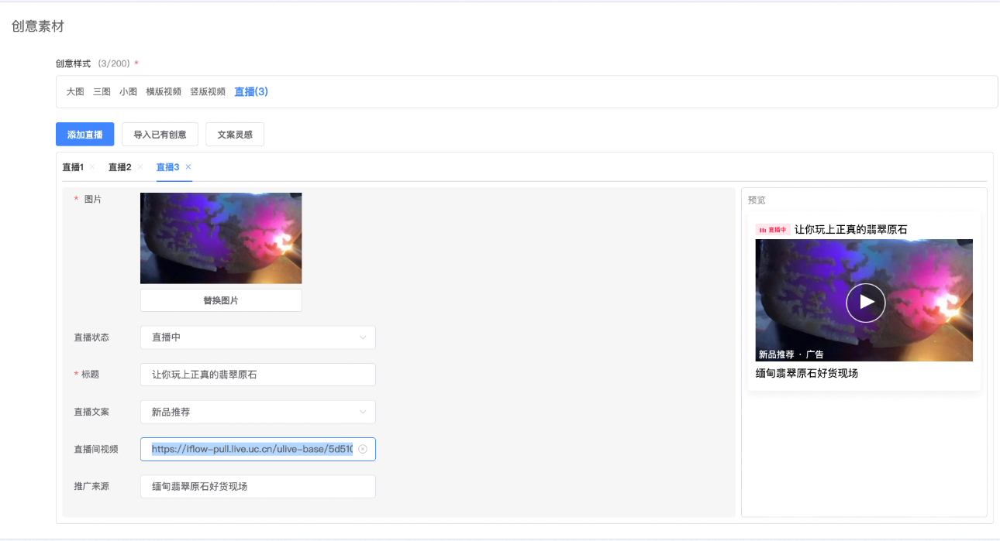 创意素材
创意样式 (3/200) *
大图 三图 小图 横版视频 竖版视频 直播(3)
添加直播 导入已有创意 文案灵感
直播1 × 直播2 × 直播3 ×
* 图片
替换图片
直播状态 直播中
* 标题 让你玩上正真的翡翠原石
直播文案 新品推荐
直播间视频 https://iflow-pull.live.uc.cn/ulive-base/5d510
推广来源 缅甸翡翠原石好货现场
预览
直播中 让你玩上正真的翡翠原石
新品推荐 · 广告
缅甸翡翠原石好货现场